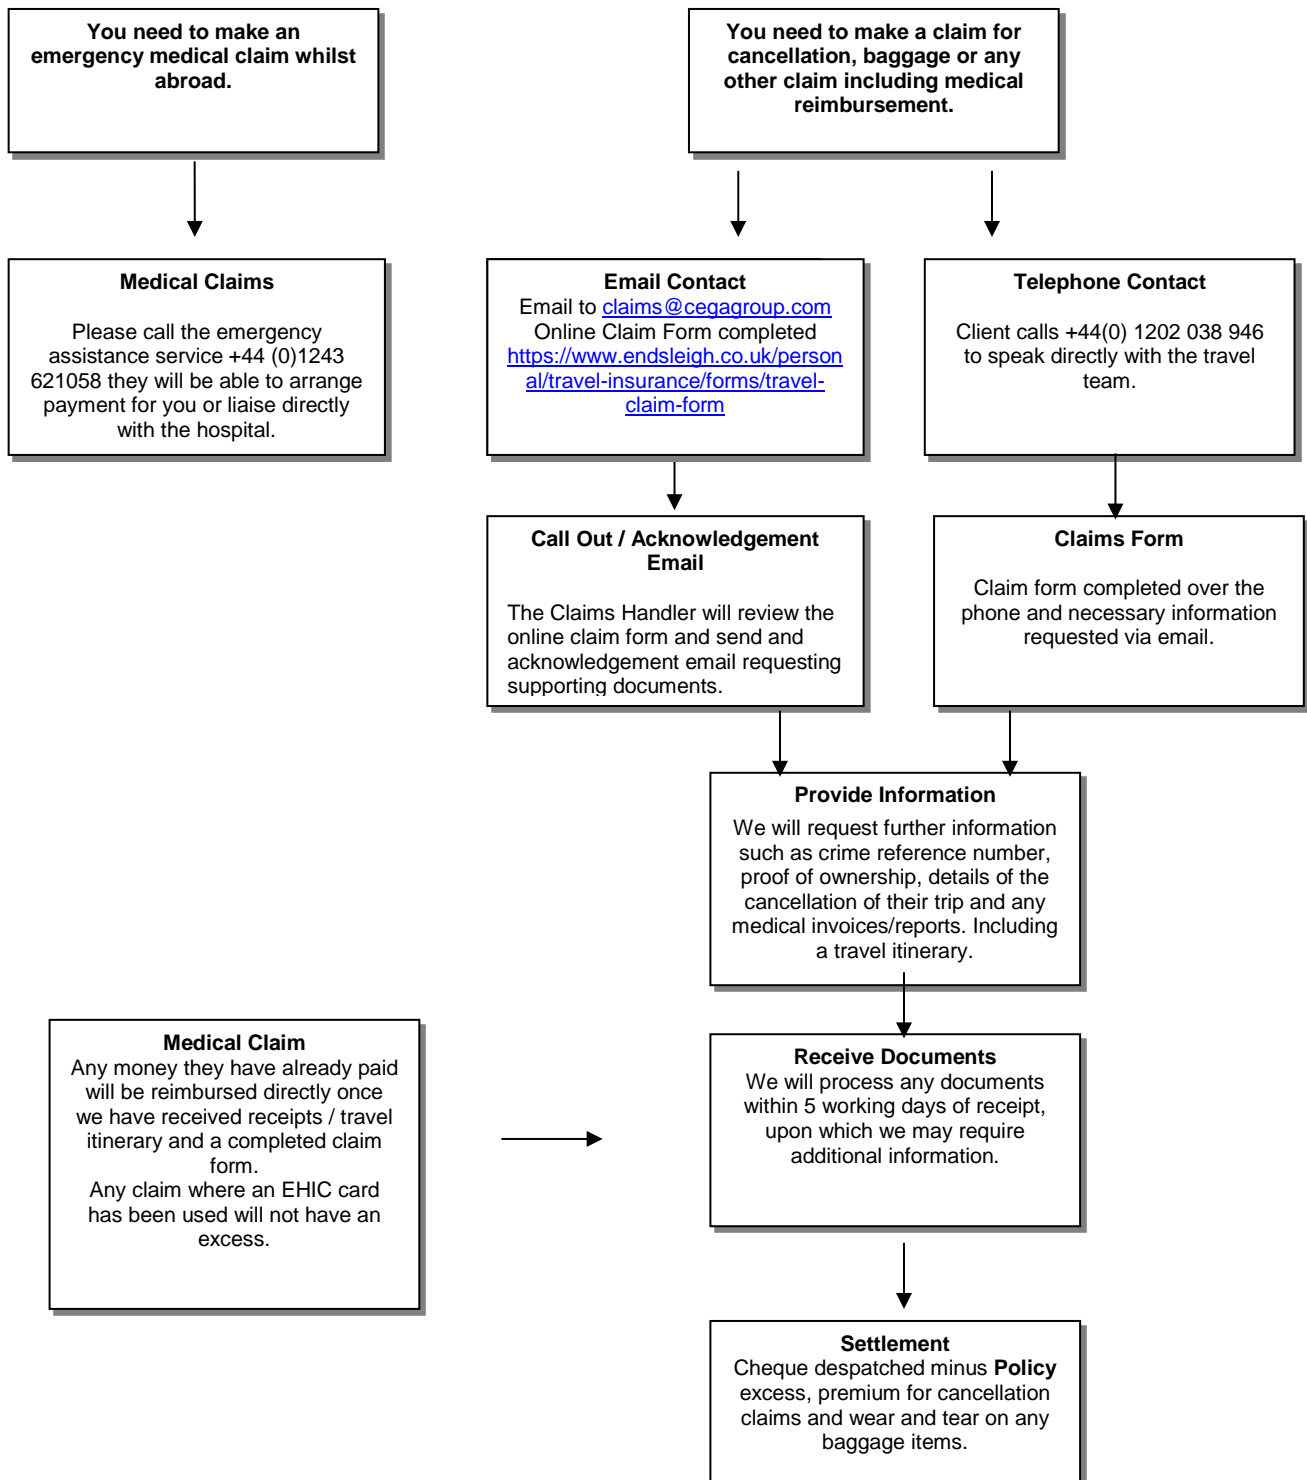 You need to make an
emergency medical claim whilst
abroad.
You need to make a claim for
cancellation, baggage or any
other claim including medical
reimbursement.
Medical Claims
Please call the emergency
assistance service +44 (0)1243
621058 they will be able to arrange
payment for you or liaise directly
with the hospital.
Email Contact
Email to claims@cegagroup.com
Online Claim Form completed
https://www.endsleigh.co.uk/person
al/travel-insurance/forms/travel-
claim-form
Telephone Contact
Client calls +44(0) 1202 038 946
to speak directly with the travel
team.
Call Out / Acknowledgement
Email
The Claims Handler will review the
online claim form and send and
acknowledgement email requesting
supporting documents.
Claims Form
Claim form completed over the
phone and necessary information
requested via email.
Provide Information
We will request further information
such as crime reference number,
proof of ownership, details of the
cancellation of their trip and any
medical invoices/reports. Including
a travel itinerary.
Medical Claim
Any money they have already paid
will be reimbursed directly once
we have received receipts / travel
itinerary and a completed claim
form.
Any claim where an EHIC card
has been used will not have an
excess.
Receive Documents
We will process any documents
within 5 working days of receipt,
upon which we may require
additional information.
Settlement
Cheque despatched minus Policy
excess, premium for cancellation
claims and wear and tear on any
baggage items.